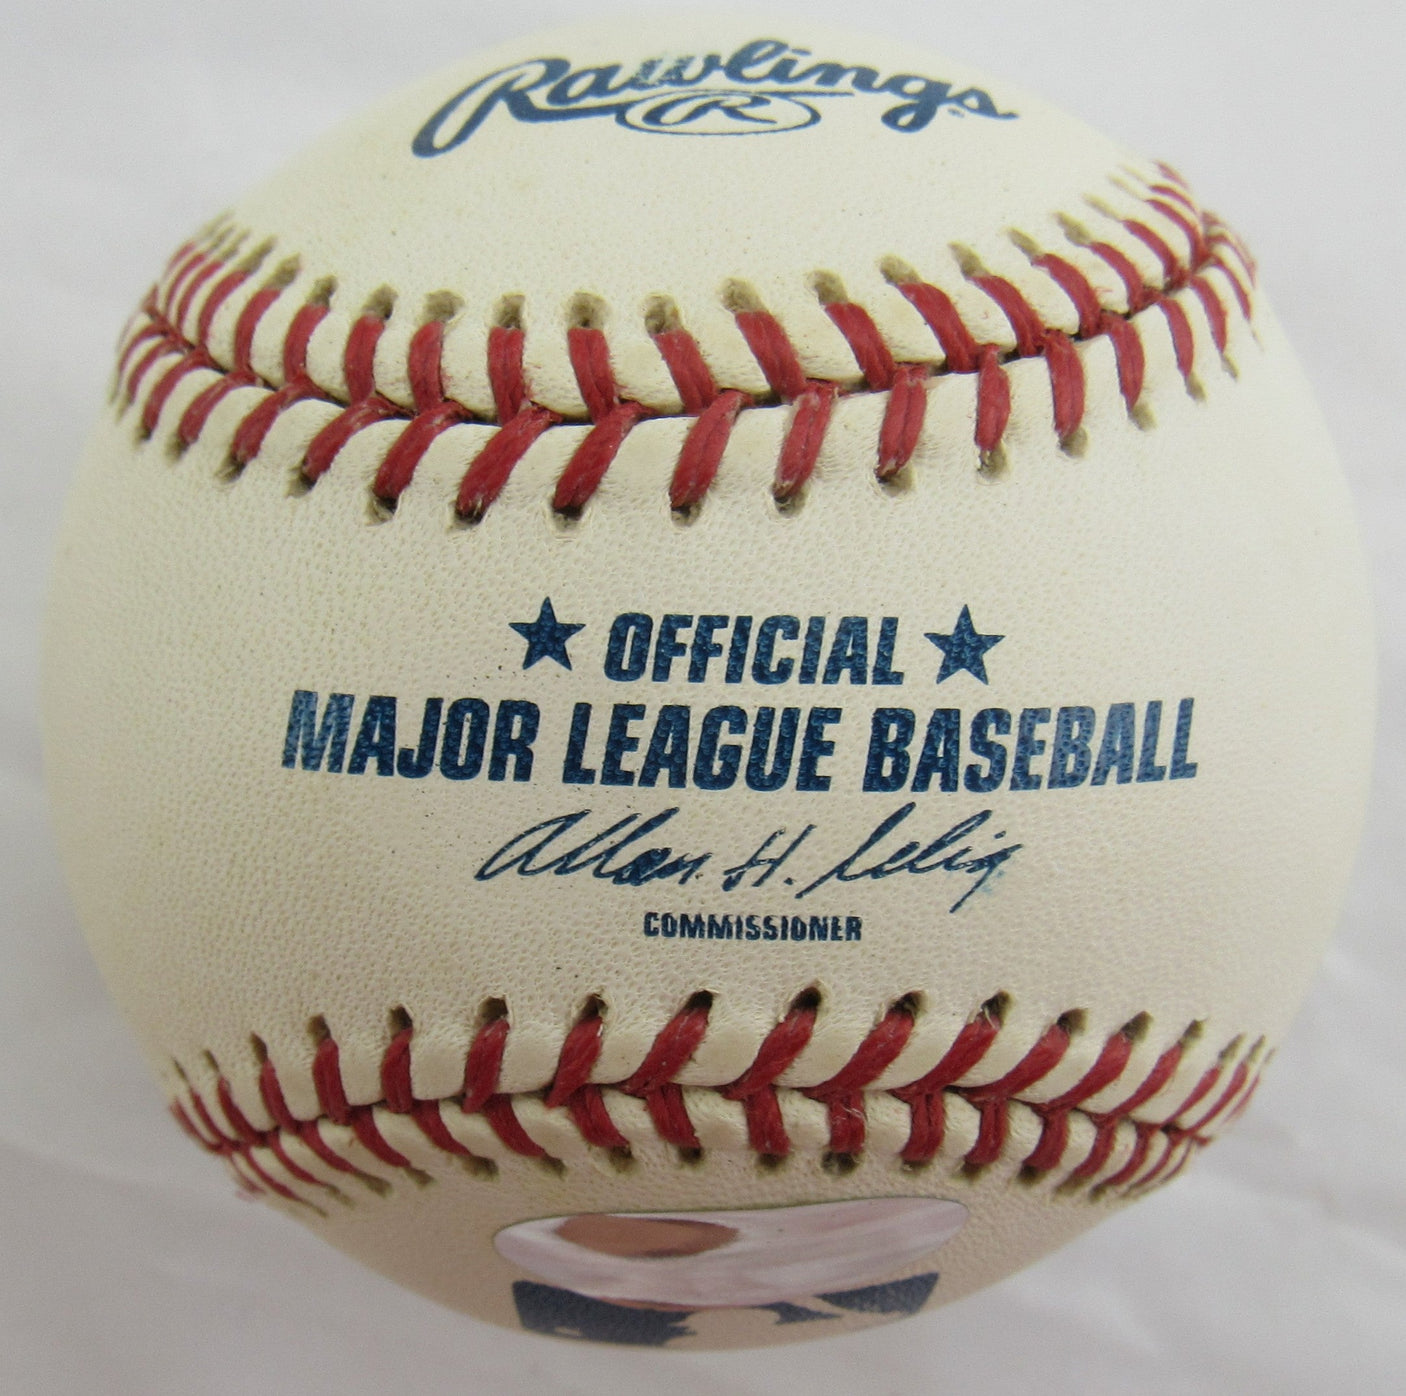 Rawlings
R
OFFICIAL
MAJOR LEAGUE BASEBALL
Allan H. Selig
COMMISSIONER